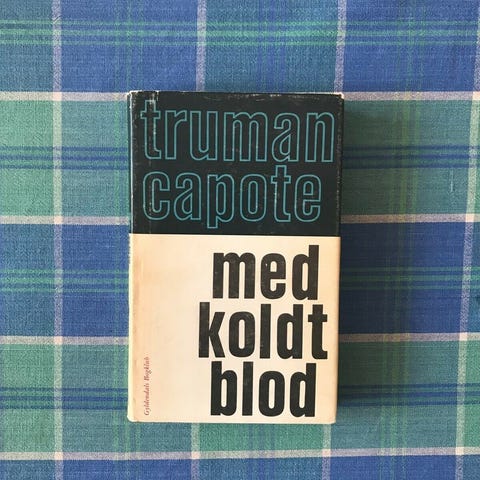 truman
capote
med
koldt
blod
Gyldendals Bogklub